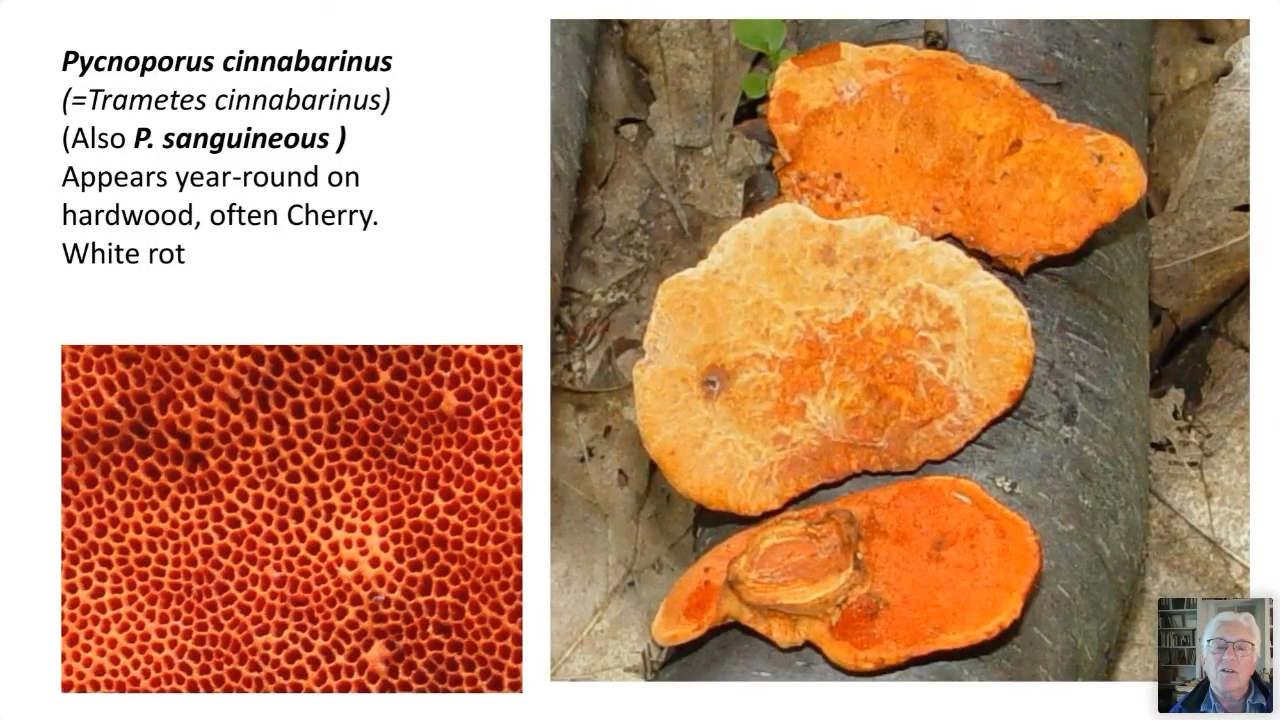 Pycnoporus cinnabarinus
(=Trametes cinnabarinus)
(Also P. sanguineous )
Appears year-round on
hardwood, often Cherry.
White rot